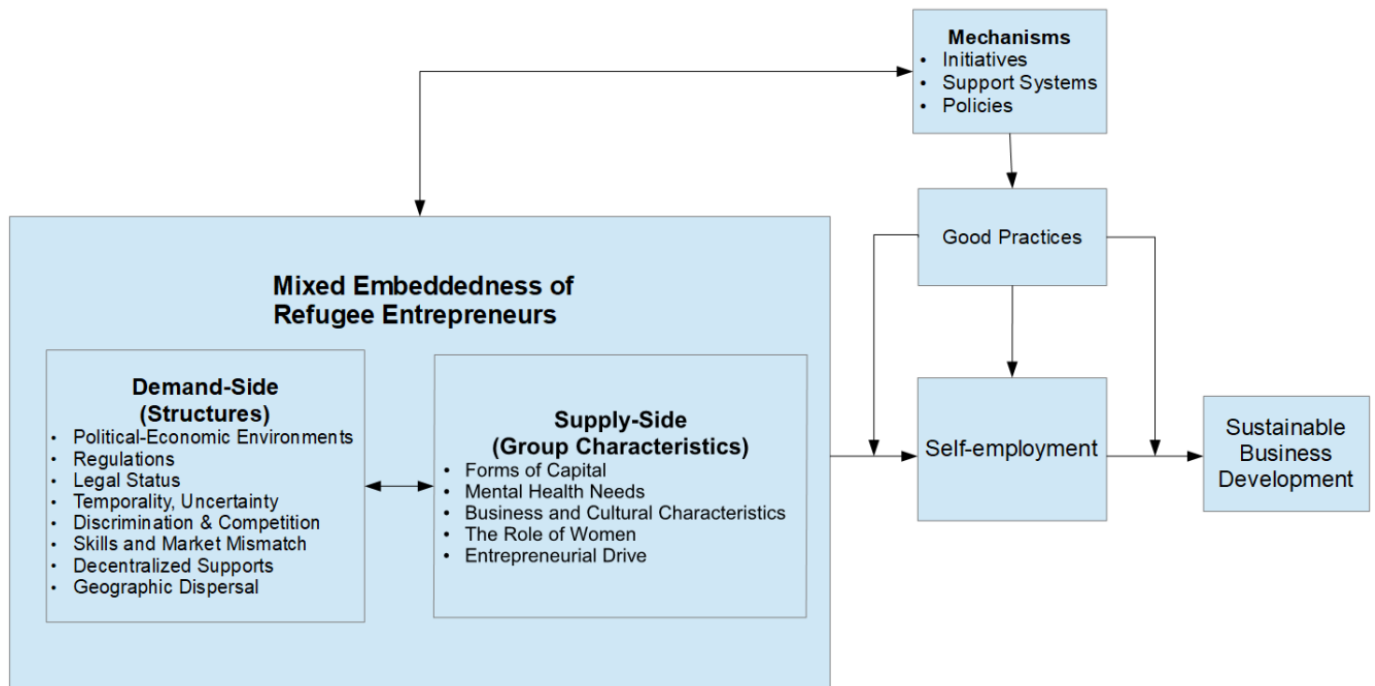 Mechanisms
• Initiatives
• Support Systems
• Policies
Good Practices
Mixed Embeddedness of
Refugee Entrepreneurs
Demand-Side
(Structures)
• Political-Economic Environments
• Regulations
• Legal Status
• Temporality, Uncertainty
• Discrimination & Competition
• Skills and Market Mismatch
• Decentralized Supports
• Geographic Dispersal
Supply-Side
(Group Characteristics)
• Forms of Capital
• Mental Health Needs
• Business and Cultural Characteristics
• The Role of Women
• Entrepreneurial Drive
Self-employment
Sustainable
Business
Development